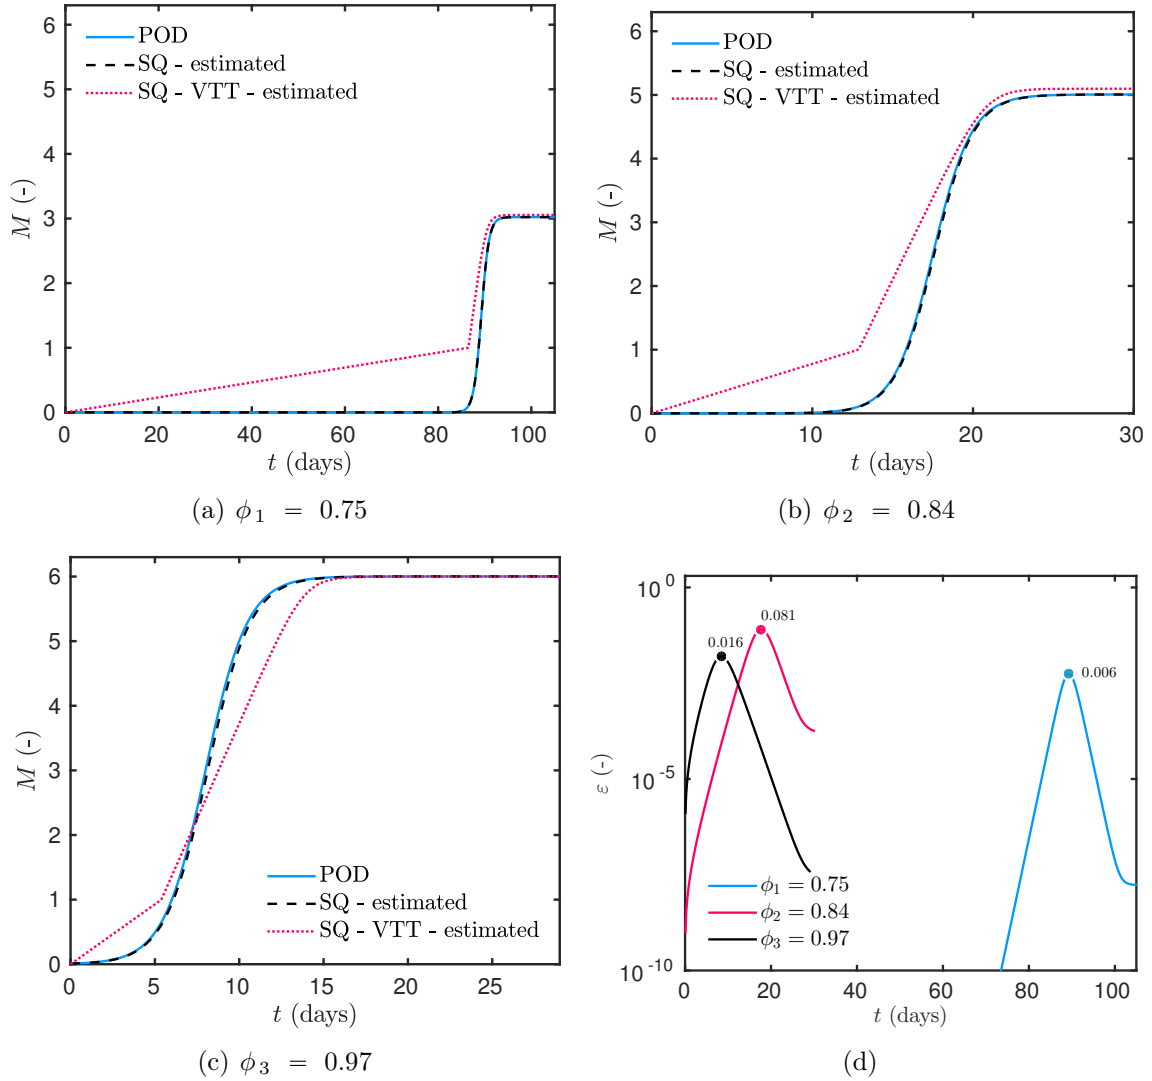 6
5
4
3
2
1
0
M (-)
POD
SQ - estimated
SQ - VTT - estimated
0 20 40 60 80 100
t (days)
(a) ϕ₁ = 0.75
6
5
4
3
2
1
0
M (-)
POD
SQ - estimated
SQ - VTT - estimated
0 10 20 30
t (days)
(b) ϕ₂ = 0.84
6
5
4
3
2
1
0
M (-)
POD
SQ - estimated
SQ - VTT - estimated
0 5 10 15 20 25
t (days)
(c) ϕ₃ = 0.97
10⁰
10⁻⁵
10⁻¹⁰
ε (-)
0.081
0.016
0.006
ϕ₁ = 0.75
ϕ₂ = 0.84
ϕ₃ = 0.97
0 20 40 60 80 100
t (days)
(d)